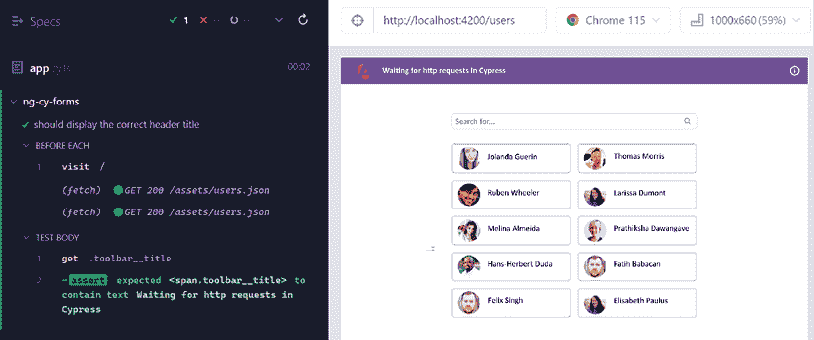 Specs
1
http://localhost:4200/users
Chrome 115
1000x660 (59%)
app
00:02
ng-cy-forms
should display the correct header title
BEFORE EACH
1 visit /
(fetch) GET 200 /assets/users.json
(fetch) GET 200 /assets/users.json
TEST BODY
1 get .toolbar__title
2 -assert expected <span.toolbar__title> to
contain text Waiting for http requests in
Cypress
Waiting for http requests in Cypress
Search for...
Jolanda Guerin
Thomas Morris
Ruben Wheeler
Larissa Dumont
Melina Almeida
Prathiksha Dawangave
Hans-Herbert Duda
Fatih Babacan
Felix Singh
Elisabeth Paulus